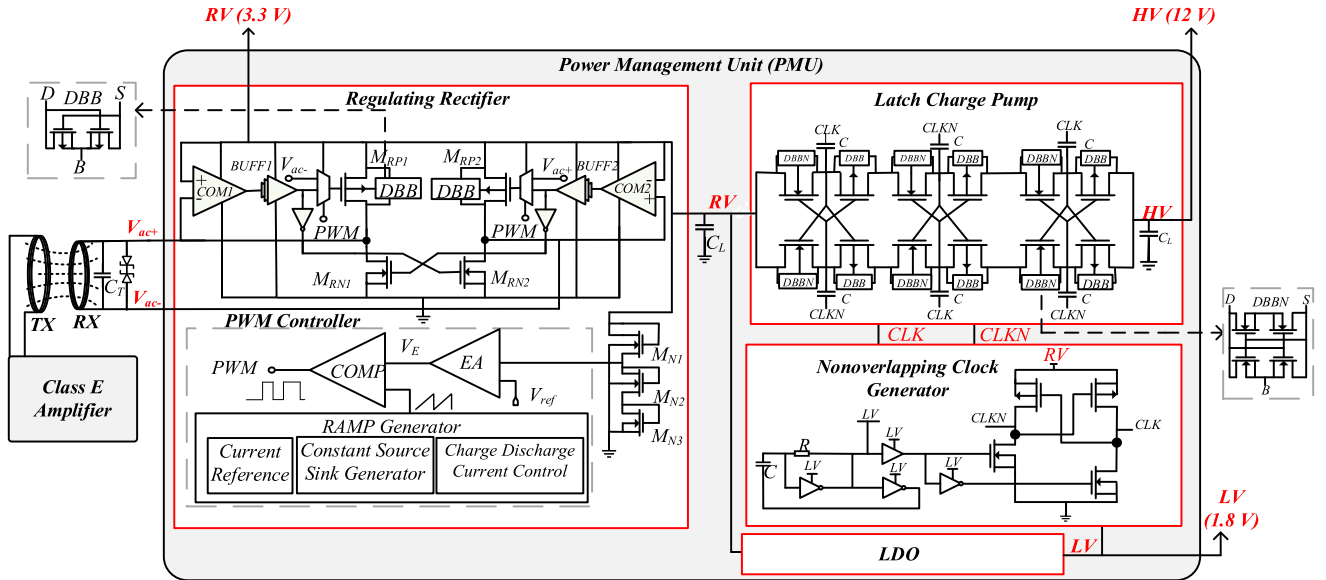 RV (3.3 V)
HV (12 V)
Power Management Unit (PMU)
D DBB S
B
Regulating Rectifier
COM1
BUFF1
Vac-
MRP1
DBB
PWM
MRP2
DBB
Vac+
BUFF2
COM2
PWM
MRN1
MRN2
Vac+
CT
Vac-
TX RX
Class E
Amplifier
PWM Controller
PWM
COMP
VE
EA
Vref
MN1
MN2
MN3
RAMP Generator
Current
Reference
Constant Source
Sink Generator
Charge Discharge
Current Control
RV
CL
Latch Charge Pump
CLK C CLKN C CLK C
DBBN DBB DBBN DBB DBBN DBB
DBBN DBB DBBN DBB DBBN DBB
CLKN C CLK C CLKN C
HV
CL
D DBBN S
B
CLK CLKN
Nonoverlapping Clock
Generator
RV
CLKN
CLK
LV
LV
R
C
LV
LV
LV
LDO
LV
LV
(1.8 V)